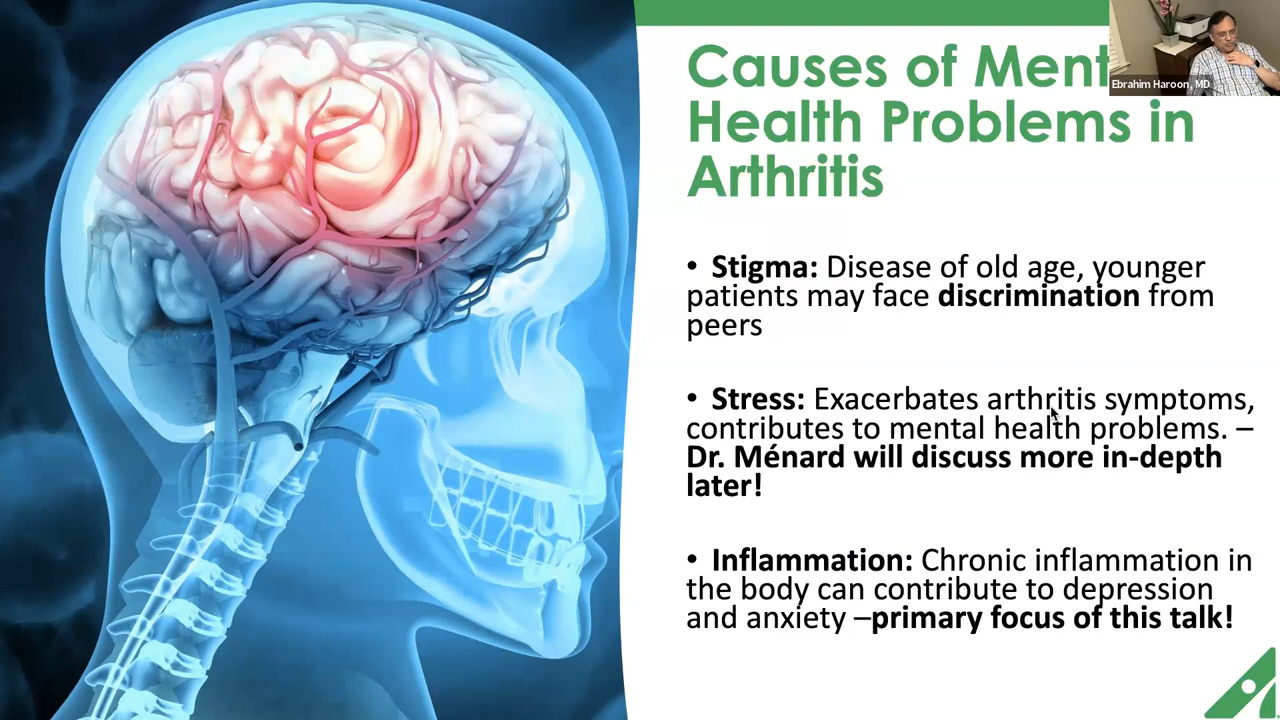 Causes of Ment
Health Problems in
Arthritis
Ebrahim Haroon, MD
• Stigma: Disease of old age, younger
patients may face discrimination from
peers
• Stress: Exacerbates arthritis symptoms,
contributes to mental health problems. –
Dr. Ménard will discuss more in-depth
later!
• Inflammation: Chronic inflammation in
the body can contribute to depression
and anxiety –primary focus of this talk!